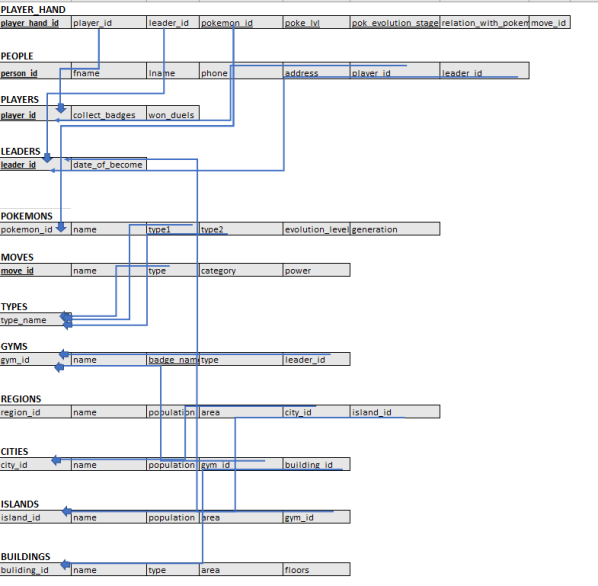 PLAYER_HAND
player_hand_id player_id leader_id pokemon_id poke_lvl pok_evolution_stage relation_with_pokem move_id
PEOPLE
person_id fname lname phone address player_id leader_id
PLAYERS
player_id collect_badges won_duels
LEADERS
leader_id date_of_become
POKEMONS
pokemon_id name type1 type2 evolution_level generation
MOVES
move_id name type category power
TYPES
type_name
GYMS
gym_id name badge_nam type leader_id
REGIONS
region_id name population area city_id island_id
CITIES
city_id name population gym_id building_id
ISLANDS
island_id name population area gym_id
BUILDINGS
buliding_id name type area floors